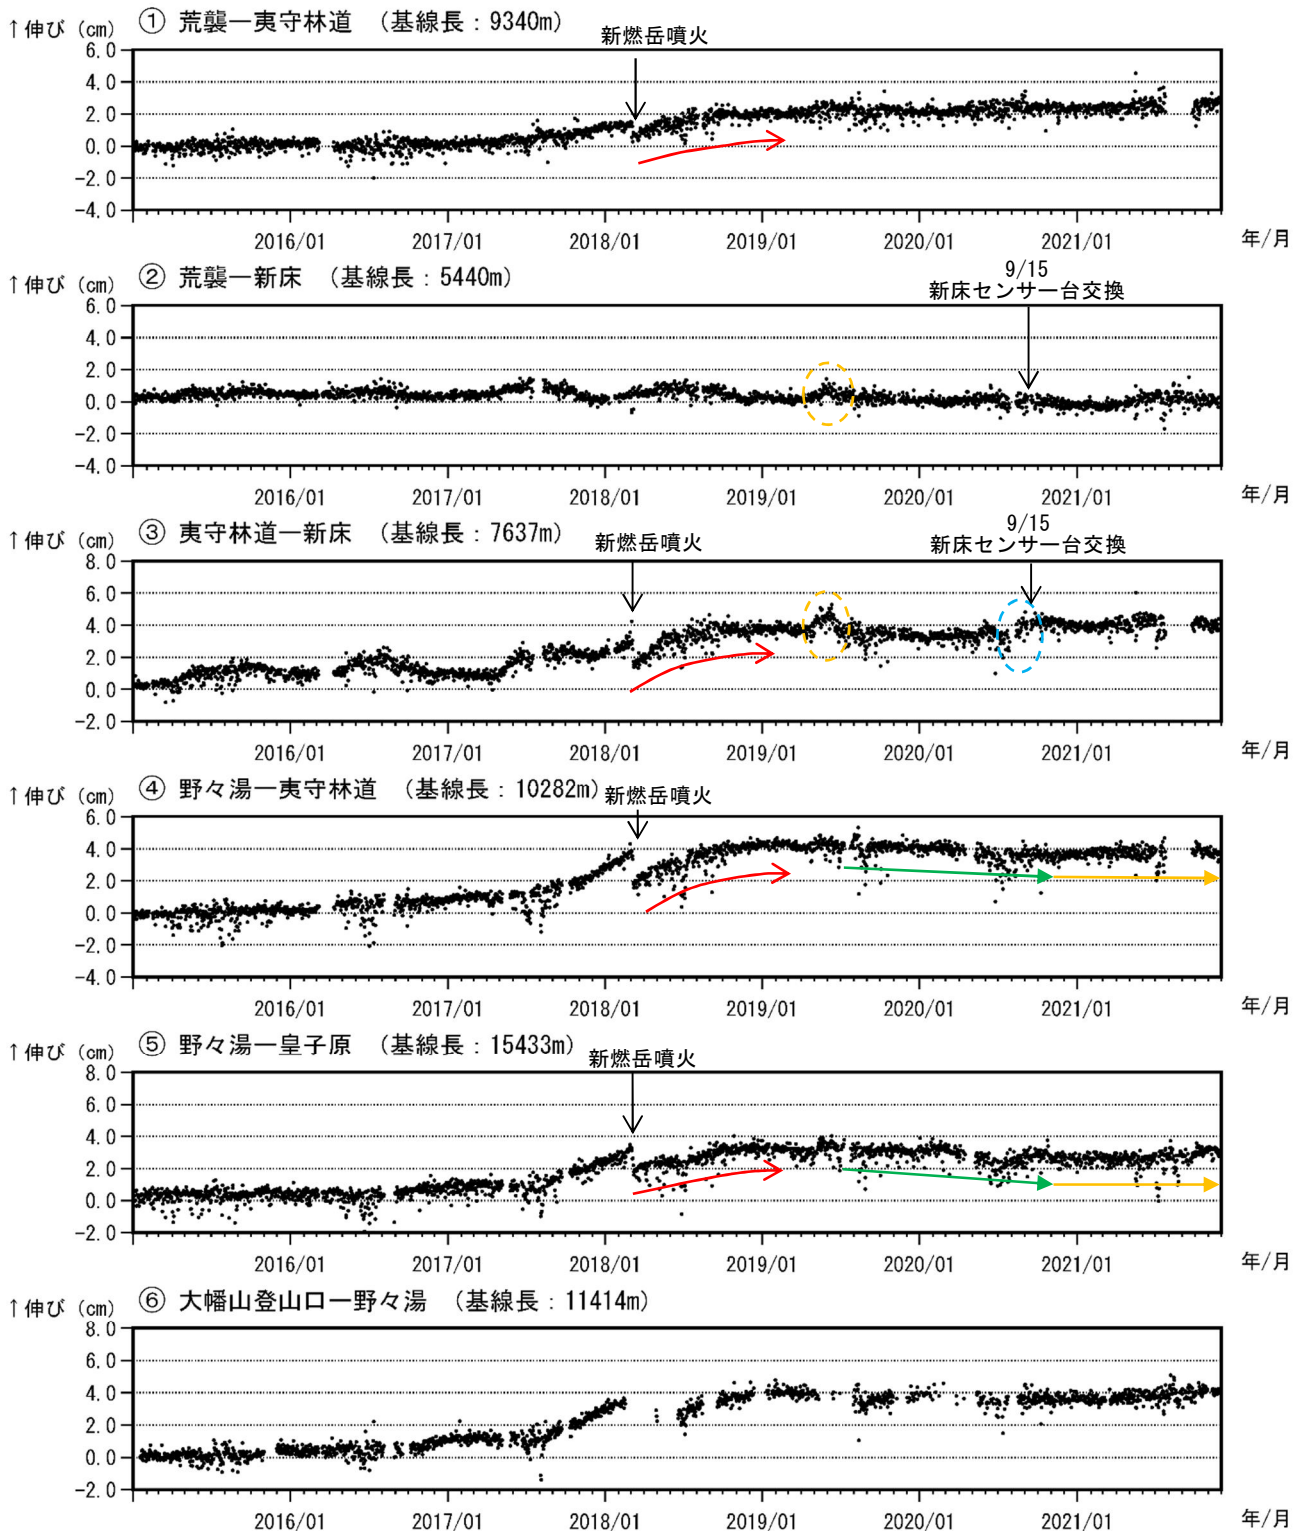 ↑伸び (cm) ① 荒襲ー夷守林道 (基線長：9340m)
新燃岳噴火
6.0
4.0
2.0
0.0
-2.0
-4.0
2016/01 2017/01 2018/01 2019/01 2020/01 2021/01 年/月
↑伸び (cm) ② 荒襲ー新床 (基線長：5440m)
9/15
新床センサー台交換
6.0
4.0
2.0
0.0
-2.0
-4.0
2016/01 2017/01 2018/01 2019/01 2020/01 2021/01 年/月
↑伸び (cm) ③ 夷守林道ー新床 (基線長：7637m)
新燃岳噴火
9/15
新床センサー台交換
8.0
6.0
4.0
2.0
0.0
-2.0
2016/01 2017/01 2018/01 2019/01 2020/01 2021/01 年/月
↑伸び (cm) ④ 野々湯ー夷守林道 (基線長：10282m)
新燃岳噴火
6.0
4.0
2.0
0.0
-2.0
-4.0
2016/01 2017/01 2018/01 2019/01 2020/01 2021/01 年/月
↑伸び (cm) ⑤ 野々湯ー皇子原 (基線長：15433m)
新燃岳噴火
8.0
6.0
4.0
2.0
0.0
-2.0
2016/01 2017/01 2018/01 2019/01 2020/01 2021/01 年/月
↑伸び (cm) ⑥ 大幡山登山口ー野々湯 (基線長：11414m)
8.0
6.0
4.0
2.0
0.0
-2.0
2016/01 2017/01 2018/01 2019/01 2020/01 2021/01 年/月